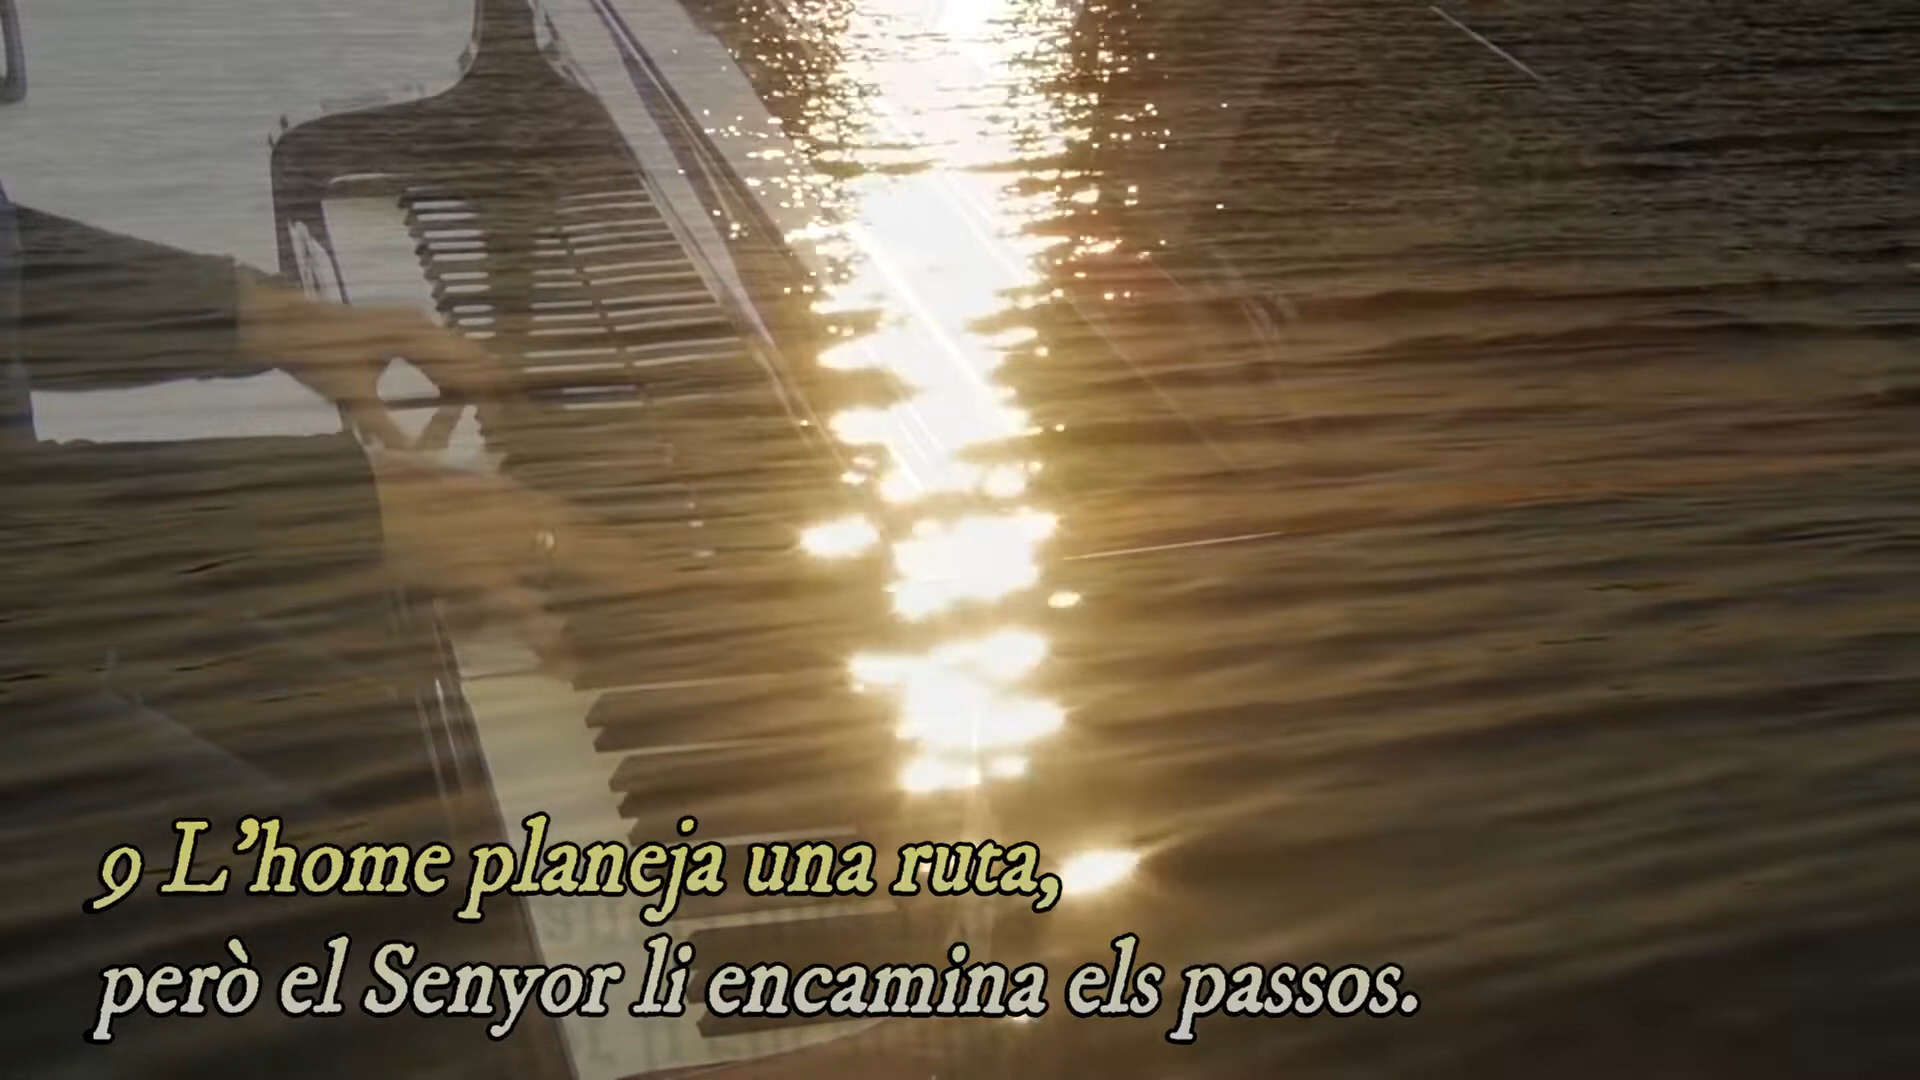 9 L'home planeja una ruta,
però el Senyor li encamina els passos.